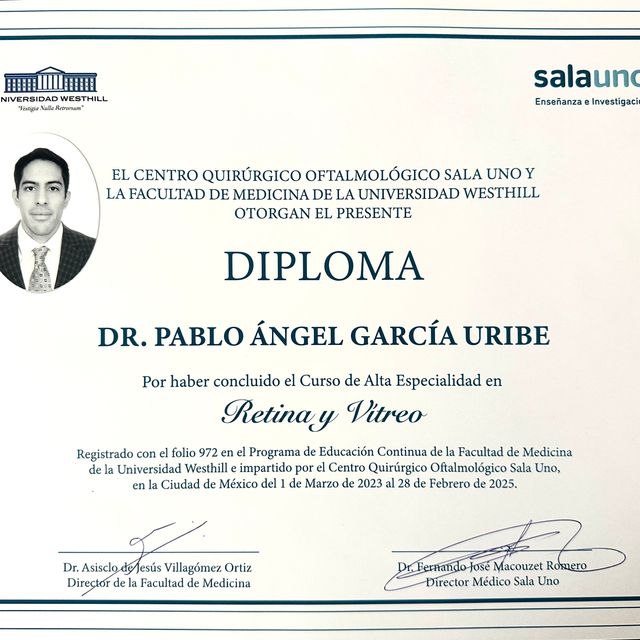 UNIVERSIDAD WESTHILL
"Vestigia Nulla Retrorsum"
salauno
Enseñanza e Investigación
EL CENTRO QUIRÚRGICO OFTALMOLÓGICO SALA UNO Y
LA FACULTAD DE MEDICINA DE LA UNIVERSIDAD WESTHILL
OTORGAN EL PRESENTE
DIPLOMA
DR. PABLO ÁNGEL GARCÍA URIBE
Por haber concluido el Curso de Alta Especialidad en
Retina y Vítreo
Registrado con el folio 972 en el Programa de Educación Continua de la Facultad de Medicina
de la Universidad Westhill e impartido por el Centro Quirúrgico Oftalmológico Sala Uno,
en la Ciudad de México del 1 de Marzo de 2023 al 28 de Febrero de 2025.
Dr. Asisclo de Jesús Villagómez Ortiz
Director de la Facultad de Medicina
Dr. Fernando José Macouzet Romero
Director Médico Sala Uno